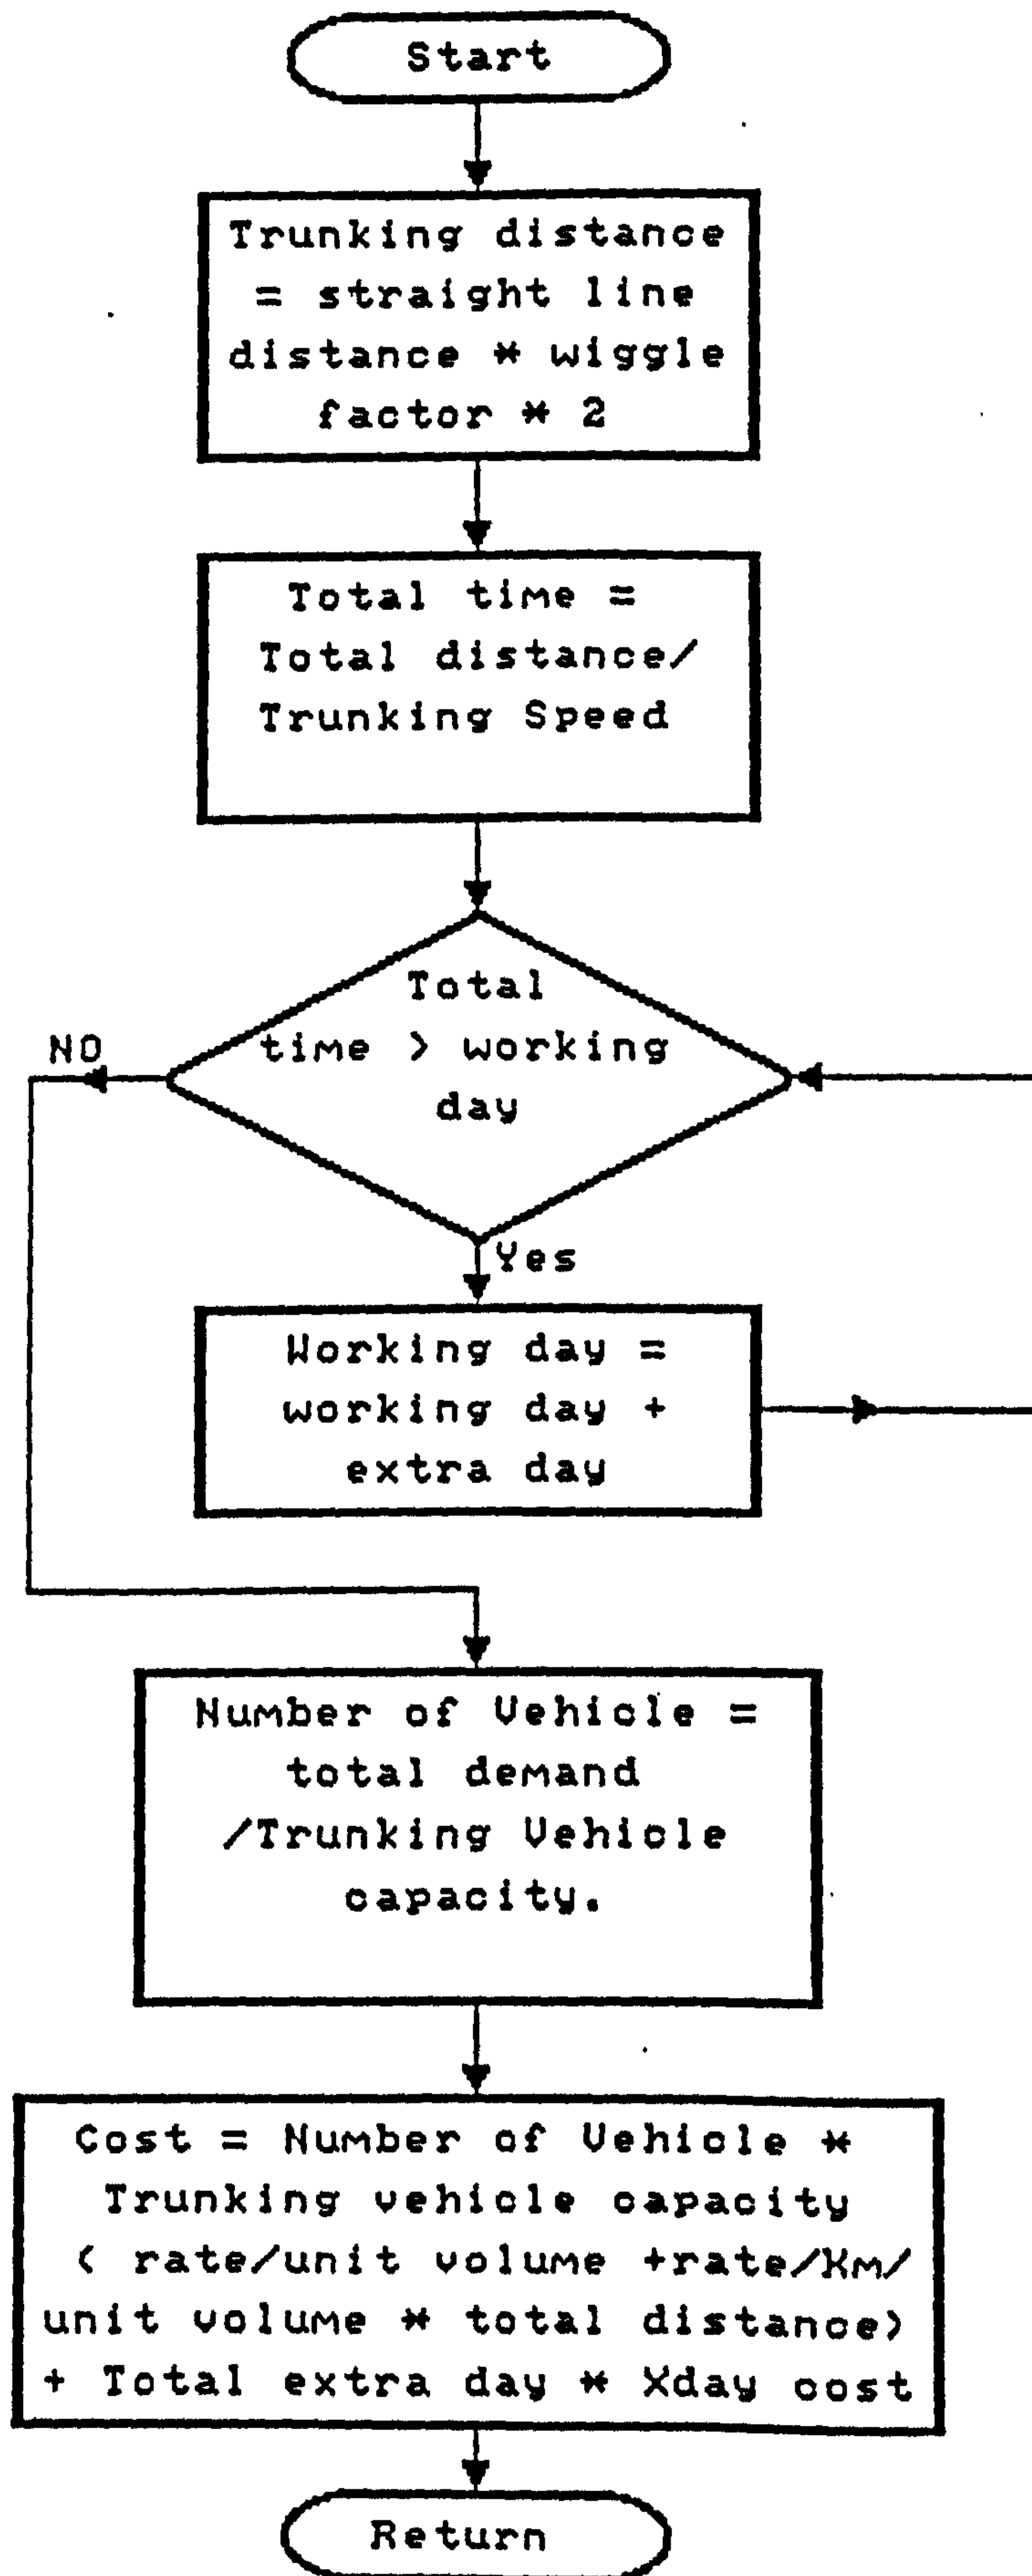 Start
Trunking distance
= straight line
distance * wiggle
factor * 2
Total time =
Total distance/
Trunking Speed
Total
time > working
day
NO
Yes
Working day =
working day +
extra day
Number of Vehicle =
total demand
/Trunking Vehicle
capacity.
Cost = Number of Vehicle *
Trunking vehicle capacity
( rate/unit volume +rate/Km/
unit volume * total distance)
+ Total extra day * Xday cost
Return